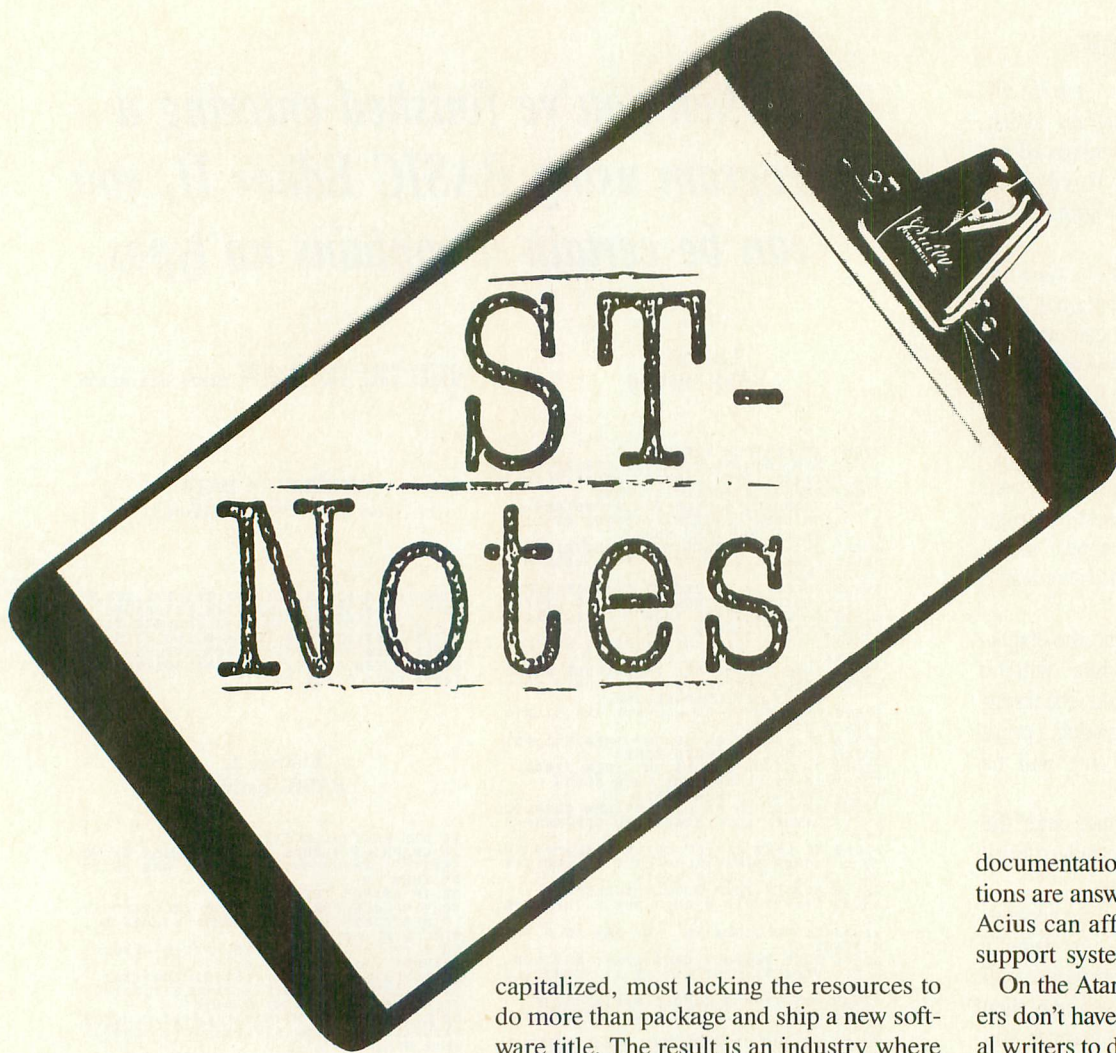 ST-
Notes
capitalized, most lacking the resources to
do more than package and ship a new soft-
ware title. The result is an industry where
documentatio
tions are answ
Acius can aff
support syste
On the Atar
ers don't have
al writers to d